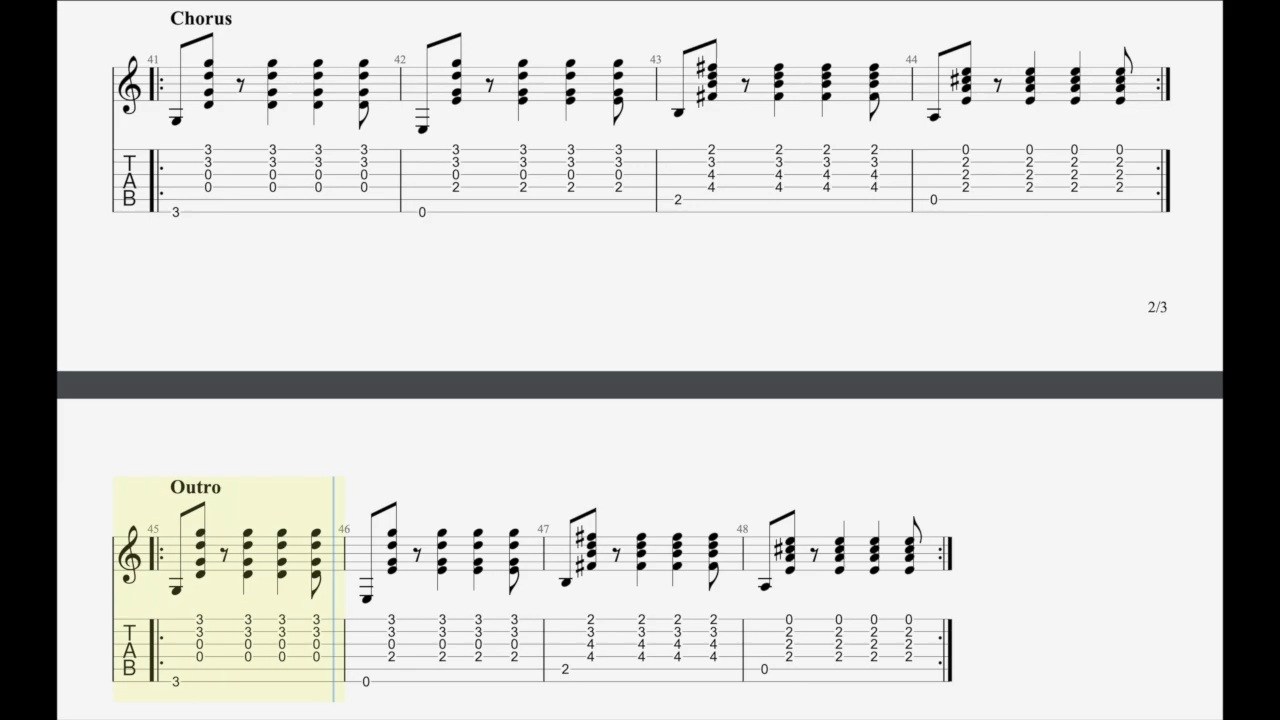 Chorus
41 42 43 44
3 3 3 3 3 3 3 3 2 2 2 2 0 0 0 0
T 3 3 3 3 3 3 3 3 3 3 3 3 2 2 2 2
A 0 0 0 0 0 0 0 0 4 4 4 4 2 2 2 2
0 0 0 0 2 2 2 2 4 4 4 4 2 2 2 2
B 2 0
3 0
2/3
Outro
45 46 47 48
3 3 3 3 3 3 3 3 2 2 2 2 0 0 0 0
T 3 3 3 3 3 3 3 3 3 3 3 3 2 2 2 2
A 0 0 0 0 0 0 0 0 4 4 4 4 2 2 2 2
0 0 0 0 2 2 2 2 4 4 4 4 2 2 2 2
B 2 0
3 0